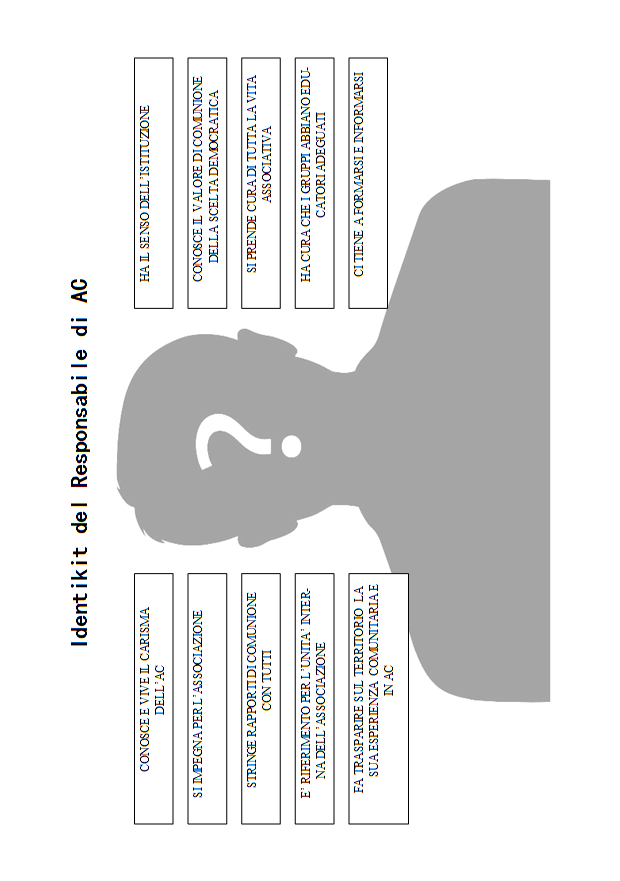 Identikit del Responsabile di AC
CONOSCE E VIVE IL CARISMA
DELL'AC
SI IMPEGNA PER L'ASSOCIAZIONE
STRINGE RAPPORTI DI COMUNIONE
CON TUTTI
E' RIFERIMENTO PER L'UNITA' INTER-
NA DELL'ASSOCIAZIONE
FA TRASPARIRE SUL TERRITORIO LA
SUA ESPERIENZA COMUNITARIA E
IN AC
?
HA IL SENSO DELL'ISTITUZIONE
CONOSCE IL VALORE DI COMUNIONE
DELLA SCELTA DEMOCRATICA
SI PRENDE CURA DI TUTTA LA VITA
ASSOCIATIVA
HA CURA CHE I GRUPPI ABBIANO EDU-
CATORI ADEGUATI
CI TIENE A FORMARSI E INFORMARSI